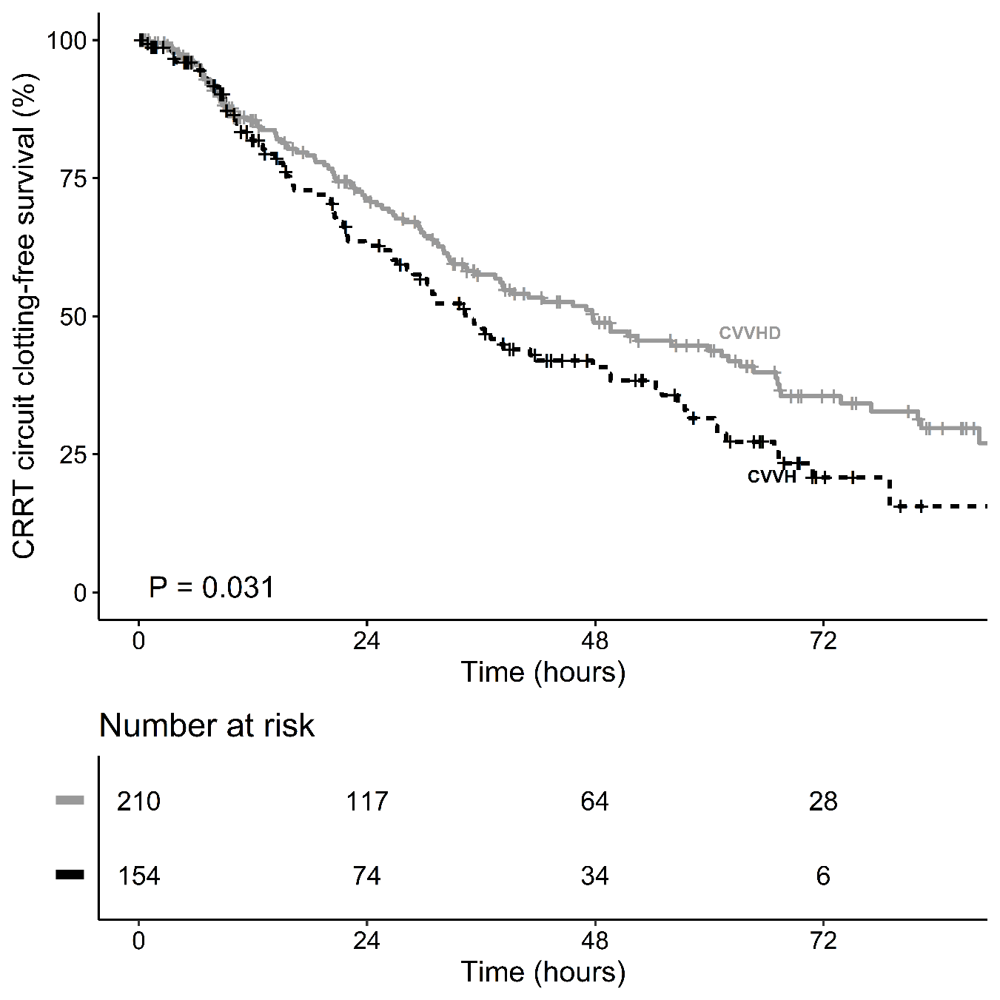 CRRT circuit clotting-free survival (%)
100
75
50
25
0
CVVHD
CVVH
P = 0.031
0 24 48 72
Time (hours)
Number at risk
210 117 64 28
154 74 34 6
0 24 48 72
Time (hours)